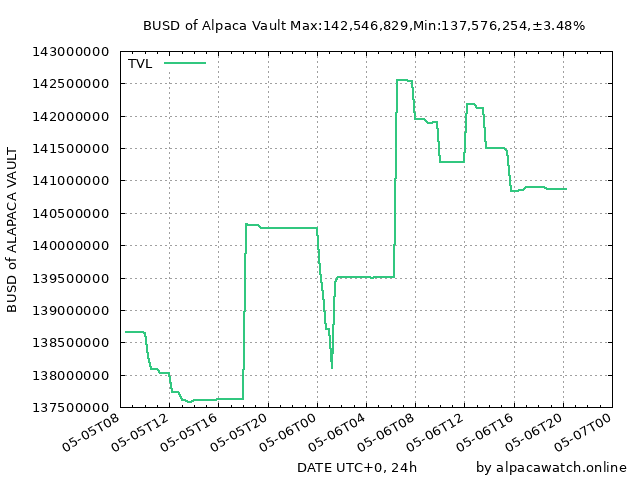 BUSD of Alpaca Vault Max:142,546,829,Min:137,576,254,±3.48%
TVL
143000000
142500000
142000000
141500000
141000000
140500000
140000000
139500000
139000000
138500000
138000000
137500000
BUSD of ALAPACA VAULT
05-05T08
05-05T12
05-05T16
05-05T20
05-06T00
05-06T04
05-06T08
05-06T12
05-06T16
05-06T20
05-07T00
DATE UTC+0, 24h
by alpacawatch.online